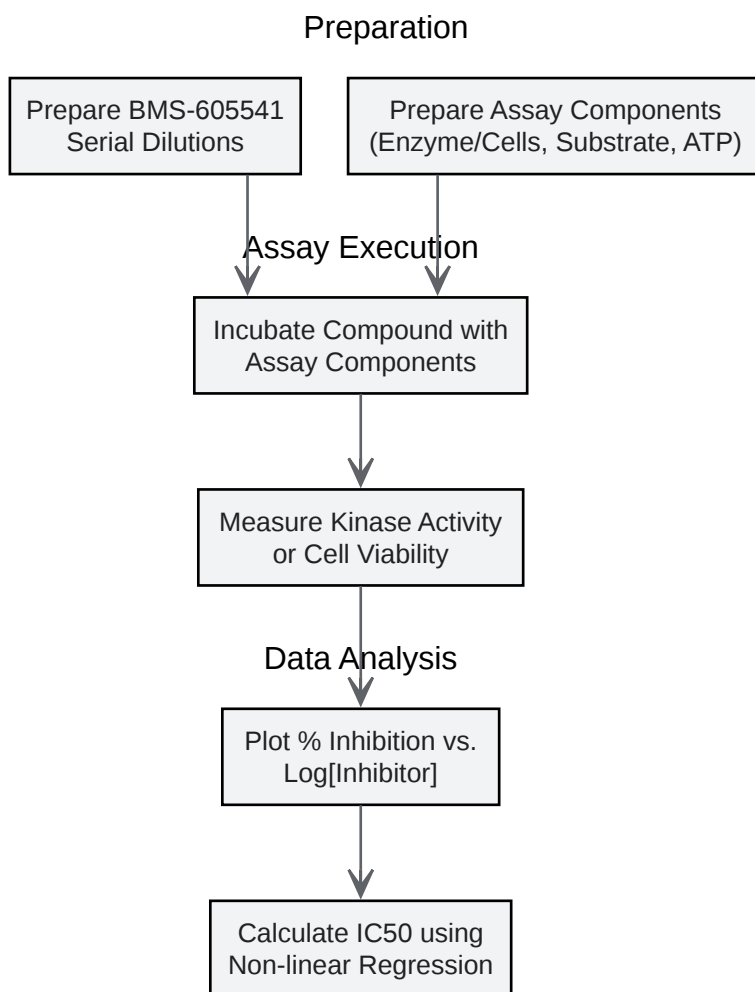 Preparation
Prepare BMS-605541
Serial Dilutions
Prepare Assay Components
(Enzyme/Cells, Substrate, ATP)
Assay Execution
Incubate Compound with
Assay Components
Measure Kinase Activity
or Cell Viability
Data Analysis
Plot % Inhibition vs.
Log[Inhibitor]
Calculate IC50 using
Non-linear Regression